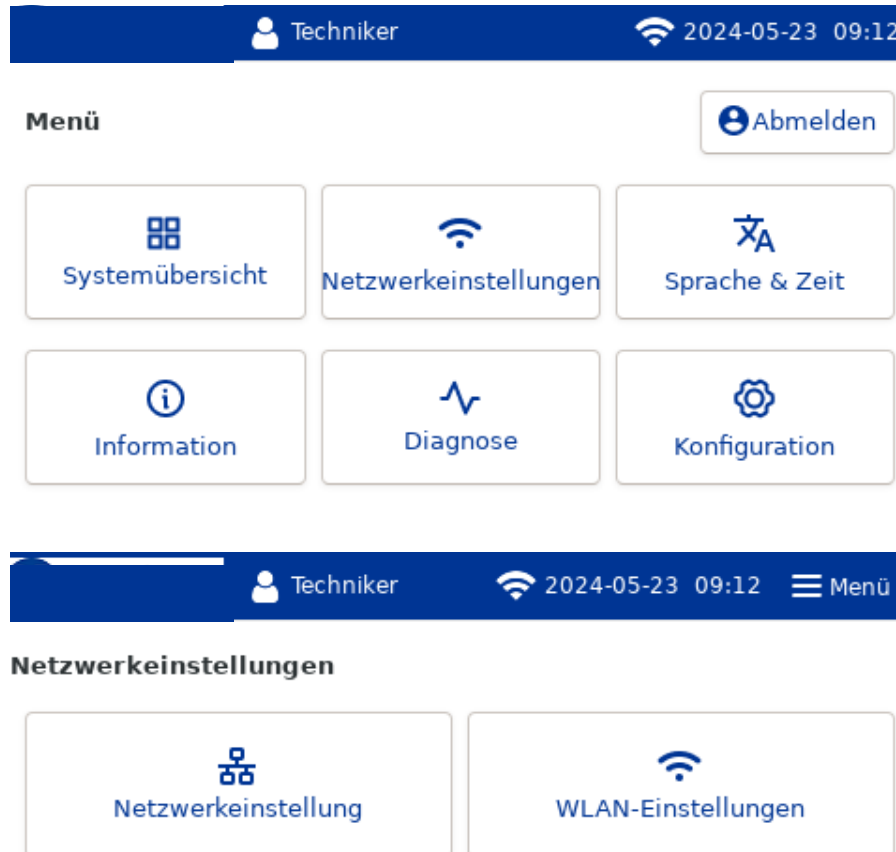 Techniker 2024-05-23 09:12
Menü Abmelden
Systemübersicht Netzwerkeinstellungen Sprache & Zeit
Information Diagnose Konfiguration
Techniker 2024-05-23 09:12 Menü
Netzwerkeinstellungen
Netzwerkeinstellung WLAN-Einstellungen